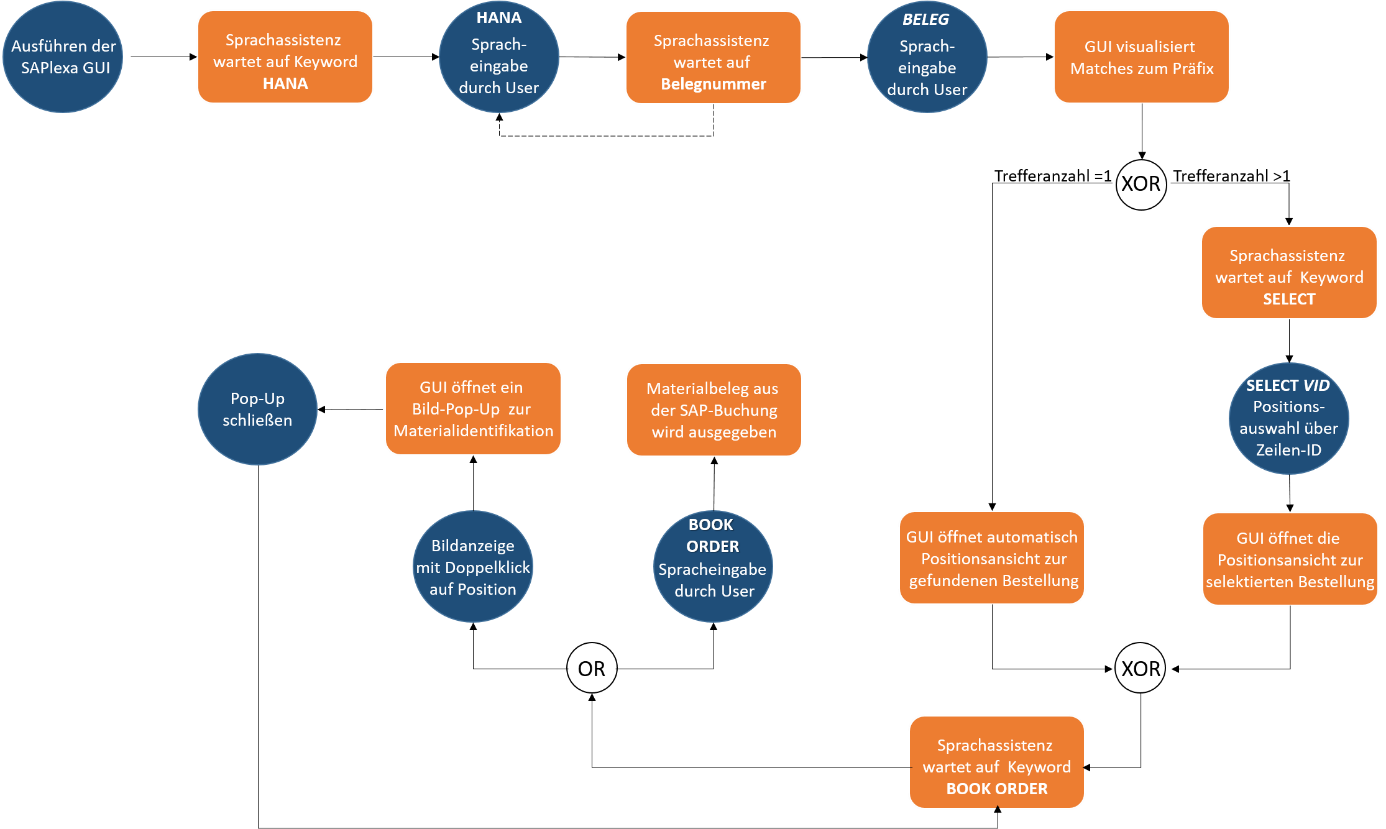 Ausführen der
SAPlexa GUI
Sprachassistenz
wartet auf Keyword
HANA
HANA
Sprach-
eingabe
durch User
Sprachassistenz
wartet auf
Belegnummer
BELEG
Sprach-
eingabe
durch User
GUI visualisiert
Matches zum Präfix
Trefferanzahl =1
XOR
Trefferanzahl >1
Sprachassistenz
wartet auf Keyword
SELECT
SELECT VID
Positions-
auswahl über
Zeilen-ID
Pop-Up
schließen
GUI öffnet ein
Bild-Pop-Up zur
Materialidentifikation
Materialbeleg aus
der SAP-Buchung
wird ausgegeben
Bildanzeige
mit Doppelklick
auf Position
BOOK
ORDER
Spracheingabe
durch User
GUI öffnet automatisch
Positionsansicht zur
gefundenen Bestellung
GUI öffnet die
Positionsansicht zur
selektierten Bestellung
OR
XOR
Sprachassistenz
wartet auf Keyword
BOOK ORDER